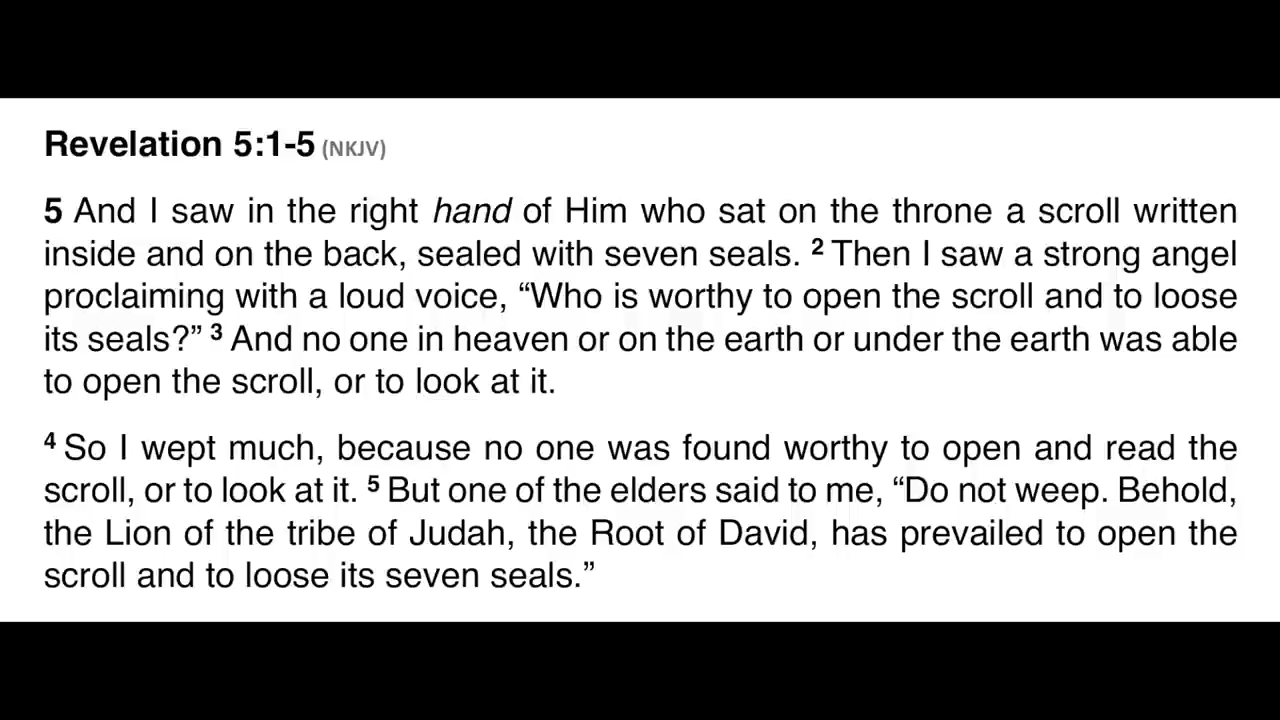 Revelation 5:1-5 (NKJV)
5 And I saw in the right hand of Him who sat on the throne a scroll written
inside and on the back, sealed with seven seals. 2 Then I saw a strong angel
proclaiming with a loud voice, “Who is worthy to open the scroll and to loose
its seals?” 3 And no one in heaven or on the earth or under the earth was able
to open the scroll, or to look at it.
4 So I wept much, because no one was found worthy to open and read the
scroll, or to look at it. 5 But one of the elders said to me, “Do not weep. Behold,
the Lion of the tribe of Judah, the Root of David, has prevailed to open the
scroll and to loose its seven seals.”